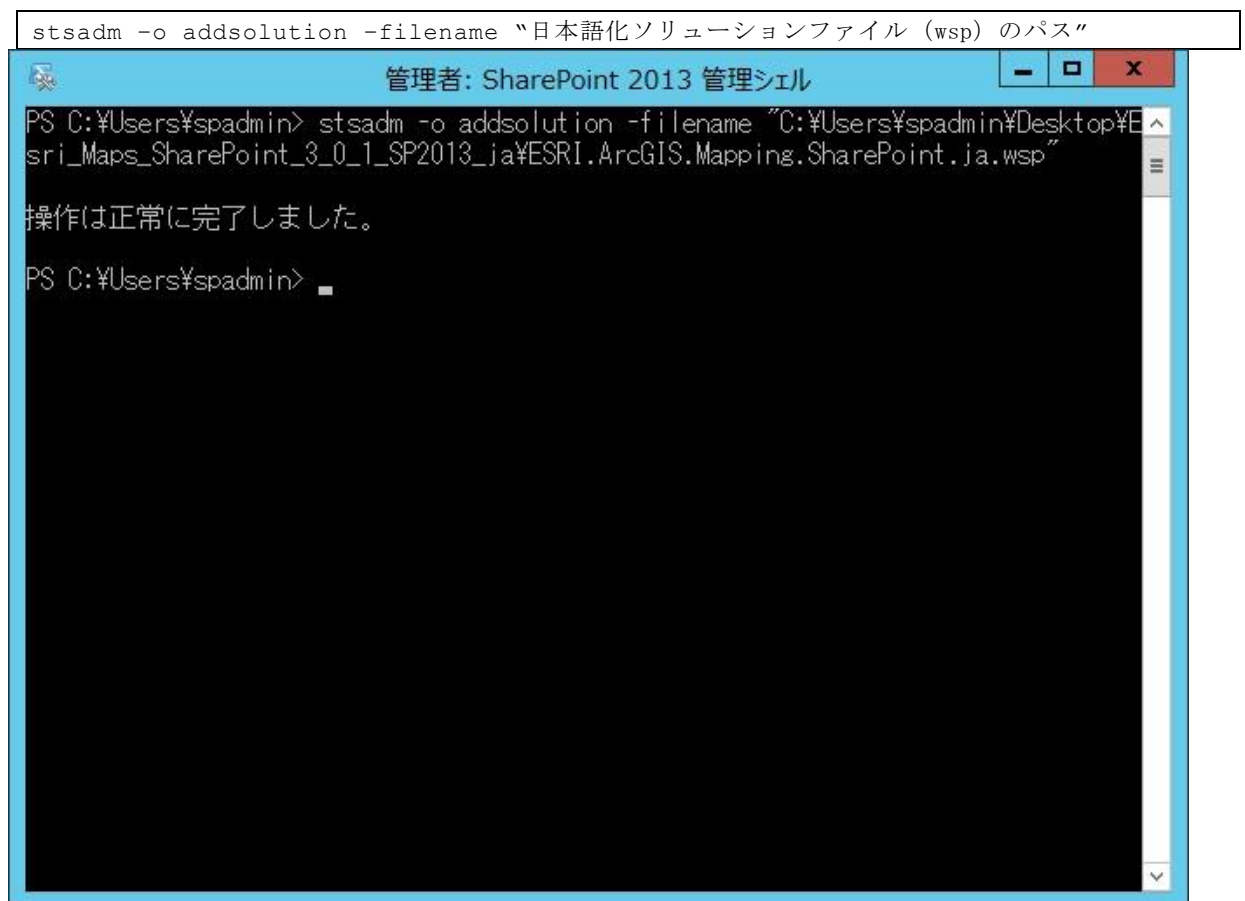 stsadm –o addsolution –filename “日本語化ソリューションファイル（wsp）のパス”
管理者: SharePoint 2013 管理シェル
PS C:¥Users¥spadmin> stsadm -o addsolution -filename "C:¥Users¥spadmin¥Desktop¥E
sri_Maps_SharePoint_3_0_1_SP2013_ja¥ESRI.ArcGIS.Mapping.SharePoint.ja.wsp"
操作は正常に完了しました。
PS C:¥Users¥spadmin>